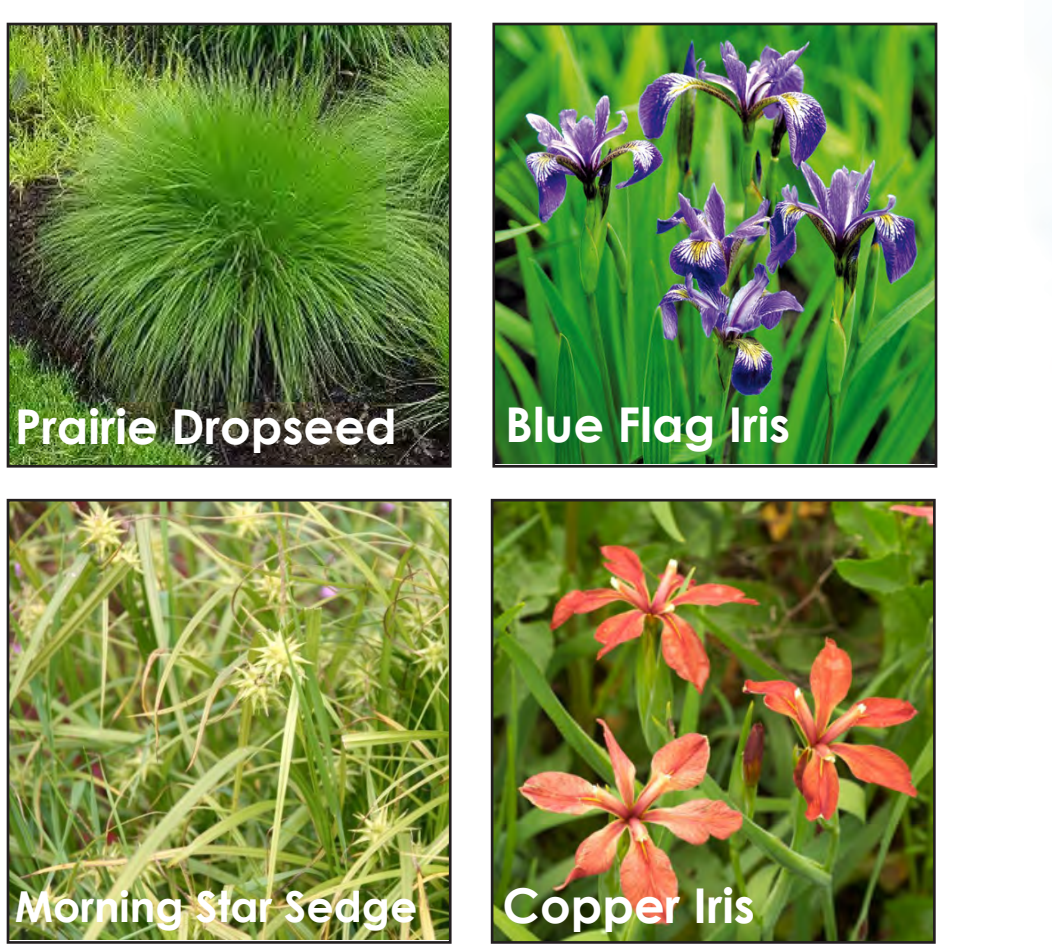 Prairie Dropseed
Blue Flag Iris
Morning Star Sedge
Copper Iris